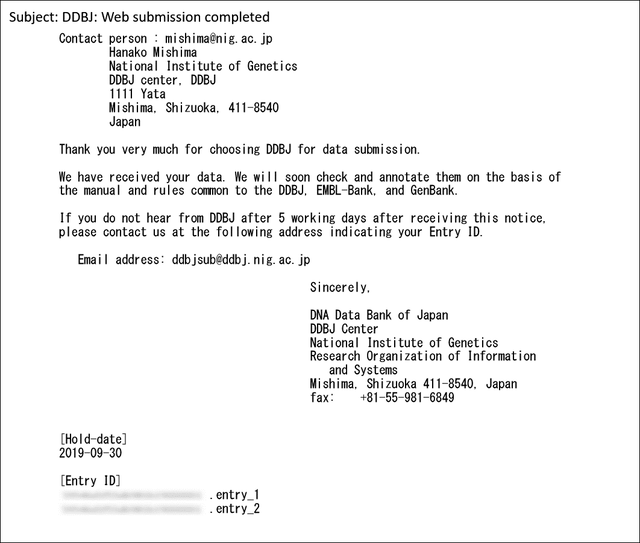 Subject: DDBJ: Web submission completed
Contact person : mishima@nig.ac.jp
Hanako Mishima
National Institute of Genetics
DDBJ center, DDBJ
1111 Yata
Mishima, Shizuoka, 411-8540
Japan
Thank you very much for choosing DDBJ for data submission.
We have received your data. We will soon check and annotate them on the basis of
the manual and rules common to the DDBJ, EMBL-Bank, and GenBank.
If you do not hear from DDBJ after 5 working days after receiving this notice,
please contact us at the following address indicating your Entry ID.
Email address: ddbjsub@ddbj.nig.ac.jp
Sincerely,
DNA Data Bank of Japan
DDBJ Center
National Institute of Genetics
Research Organization of Information
and Systems
Mishima, Shizuoka 411-8540, Japan
fax: +81-55-981-6849
[Hold-date]
2019-09-30
[Entry ID]
.entry_1
.entry_2